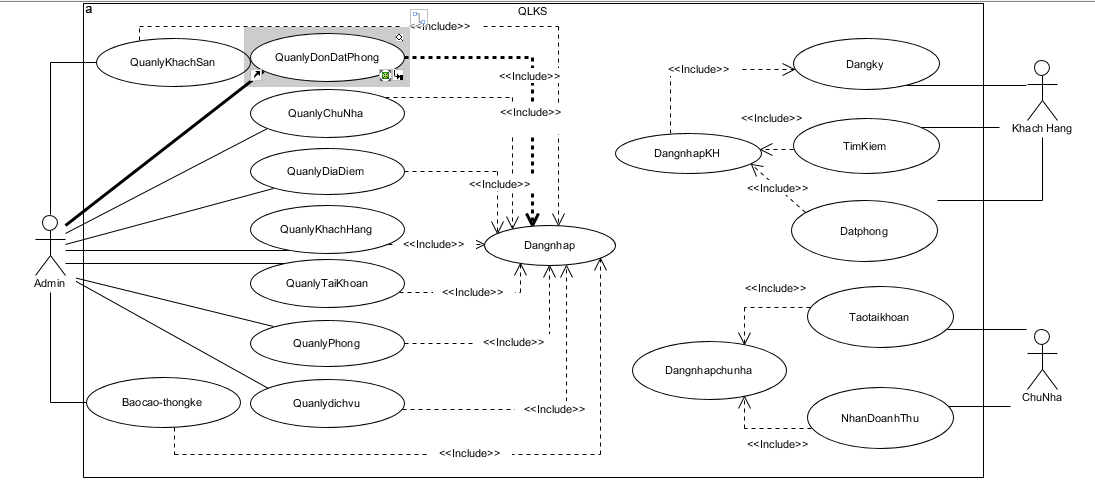 a
QLKS
<<Include>>
QuanlyKhachSan
QuanlyDonDatPhong
<<Include>>
Dangky
<<Include>>
Khach Hang
QuanlyChuNha
<<Include>>
<<Include>>
DangnhapKH
TimKiem
QuanlyDiaDiem
<<Include>>
<<Include>>
QuanlyKhachHang
<<Include>>
Dangnhap
Datphong
Admin
QuanlyTaiKhoan
<<Include>>
<<Include>>
Taotaikhoan
QuanlyPhong
<<Include>>
Dangnhapchunha
ChuNha
Baocao-thongke
Quanlydichvu
<<Include>>
NhanDoanhThu
<<Include>>
<<Include>>